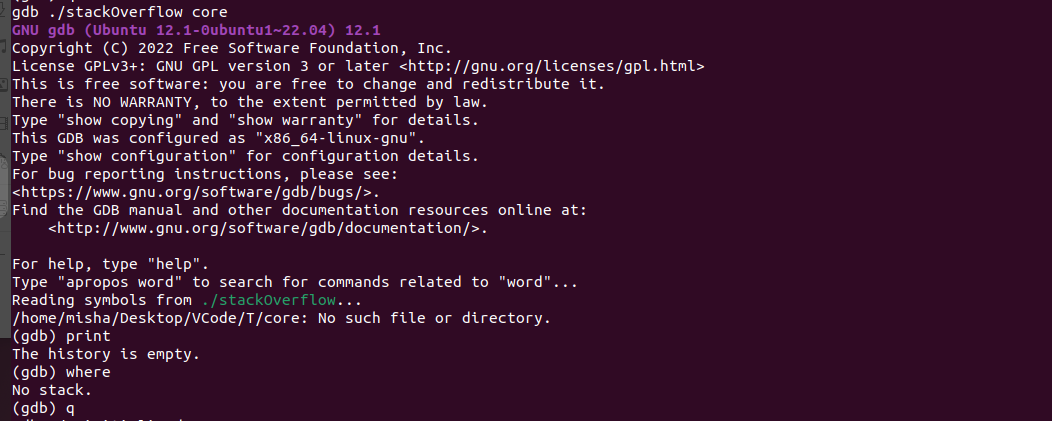 gdb ./stackOverflow core
GNU gdb (Ubuntu 12.1-0ubuntu1~22.04) 12.1
Copyright (C) 2022 Free Software Foundation, Inc.
License GPLv3+: GNU GPL version 3 or later <http://gnu.org/licenses/gpl.html>
This is free software: you are free to change and redistribute it.
There is NO WARRANTY, to the extent permitted by law.
Type "show copying" and "show warranty" for details.
This GDB was configured as "x86_64-linux-gnu".
Type "show configuration" for configuration details.
For bug reporting instructions, please see:
<https://www.gnu.org/software/gdb/bugs/>.
Find the GDB manual and other documentation resources online at:
    <http://www.gnu.org/software/gdb/documentation/>.

For help, type "help".
Type "apropos word" to search for commands related to "word"...
Reading symbols from ./stackOverflow...
/home/misha/Desktop/VCode/T/core: No such file or directory.
(gdb) print
The history is empty.
(gdb) where
No stack.
(gdb) q